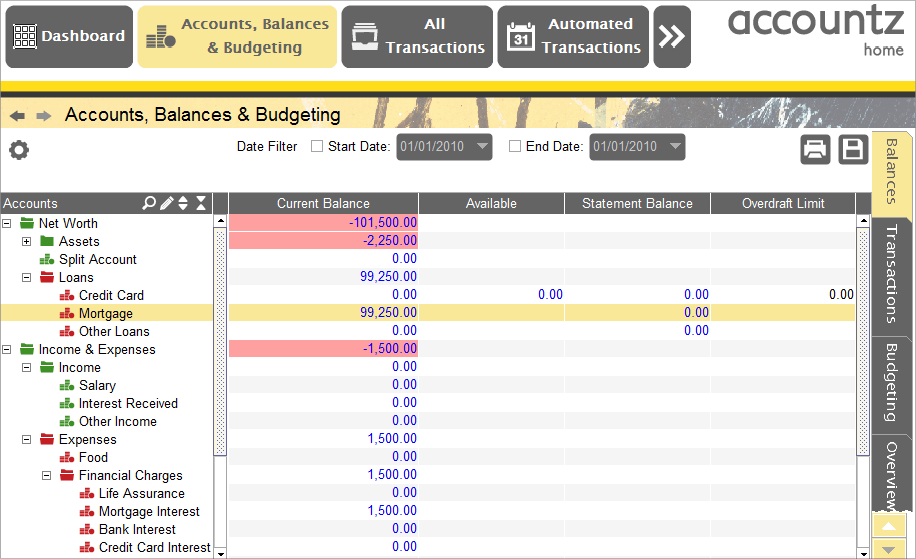 Dashboard
Accounts, Balances
& Budgeting
All
Transactions
31
Automated
Transactions
accountz
home
Accounts, Balances & Budgeting
Date Filter Start Date: 01/01/2010 End Date: 01/01/2010
Accounts Current Balance Available Statement Balance Overdraft Limit
Net Worth -101,500.00
Assets -2,250.00
Split Account 0.00
Loans 99,250.00
Credit Card 0.00 0.00 0.00 0.00
Mortgage 99,250.00 0.00
Other Loans 0.00 0.00
Income & Expenses -1,500.00
Income 0.00
Salary 0.00
Interest Received 0.00
Other Income 0.00
Expenses 1,500.00
Food 0.00
Financial Charges 1,500.00
Life Assurance 0.00
Mortgage Interest 1,500.00
Bank Interest 0.00
Credit Card Interest 0.00
Balances
Transactions
Budgeting
Overview